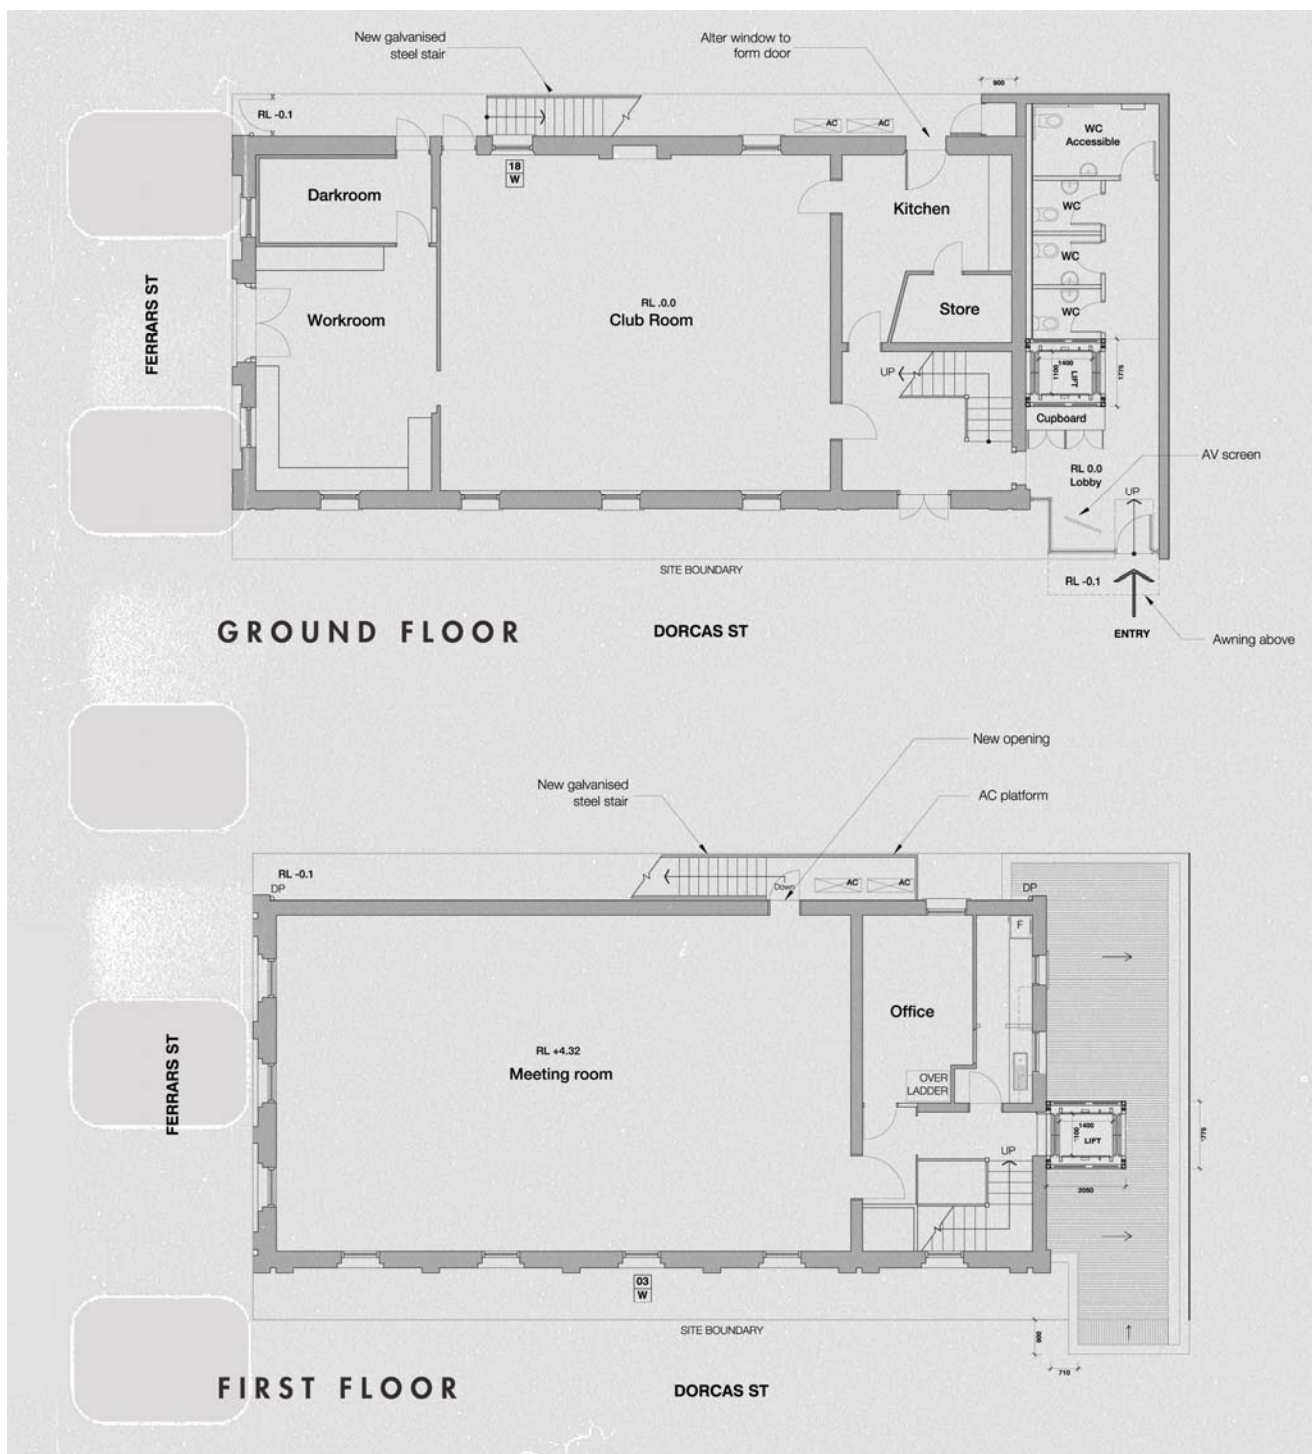 New galvanised
steel stair
Alter window to
form door
900
RL -0.1
AC
AC
WC
Accessible
18
W
Darkroom
Kitchen
WC
WC
FERRARS ST
Workroom
RL .0.0
Club Room
Store
WC
UP
1400
1100
LIFT
1775
Cupboard
AV screen
RL 0.0
Lobby
UP
SITE BOUNDARY
RL -0.1
GROUND FLOOR
DORCAS ST
ENTRY
Awning above
New opening
New galvanised
steel stair
AC platform
RL -0.1
DP
Down
AC
AC
DP
F
Office
RL +4.32
Meeting room
FERRARS ST
OVER
LADDER
1400
1100
LIFT
1775
UP
2050
03
W
SITE BOUNDARY
900
710
FIRST FLOOR
DORCAS ST